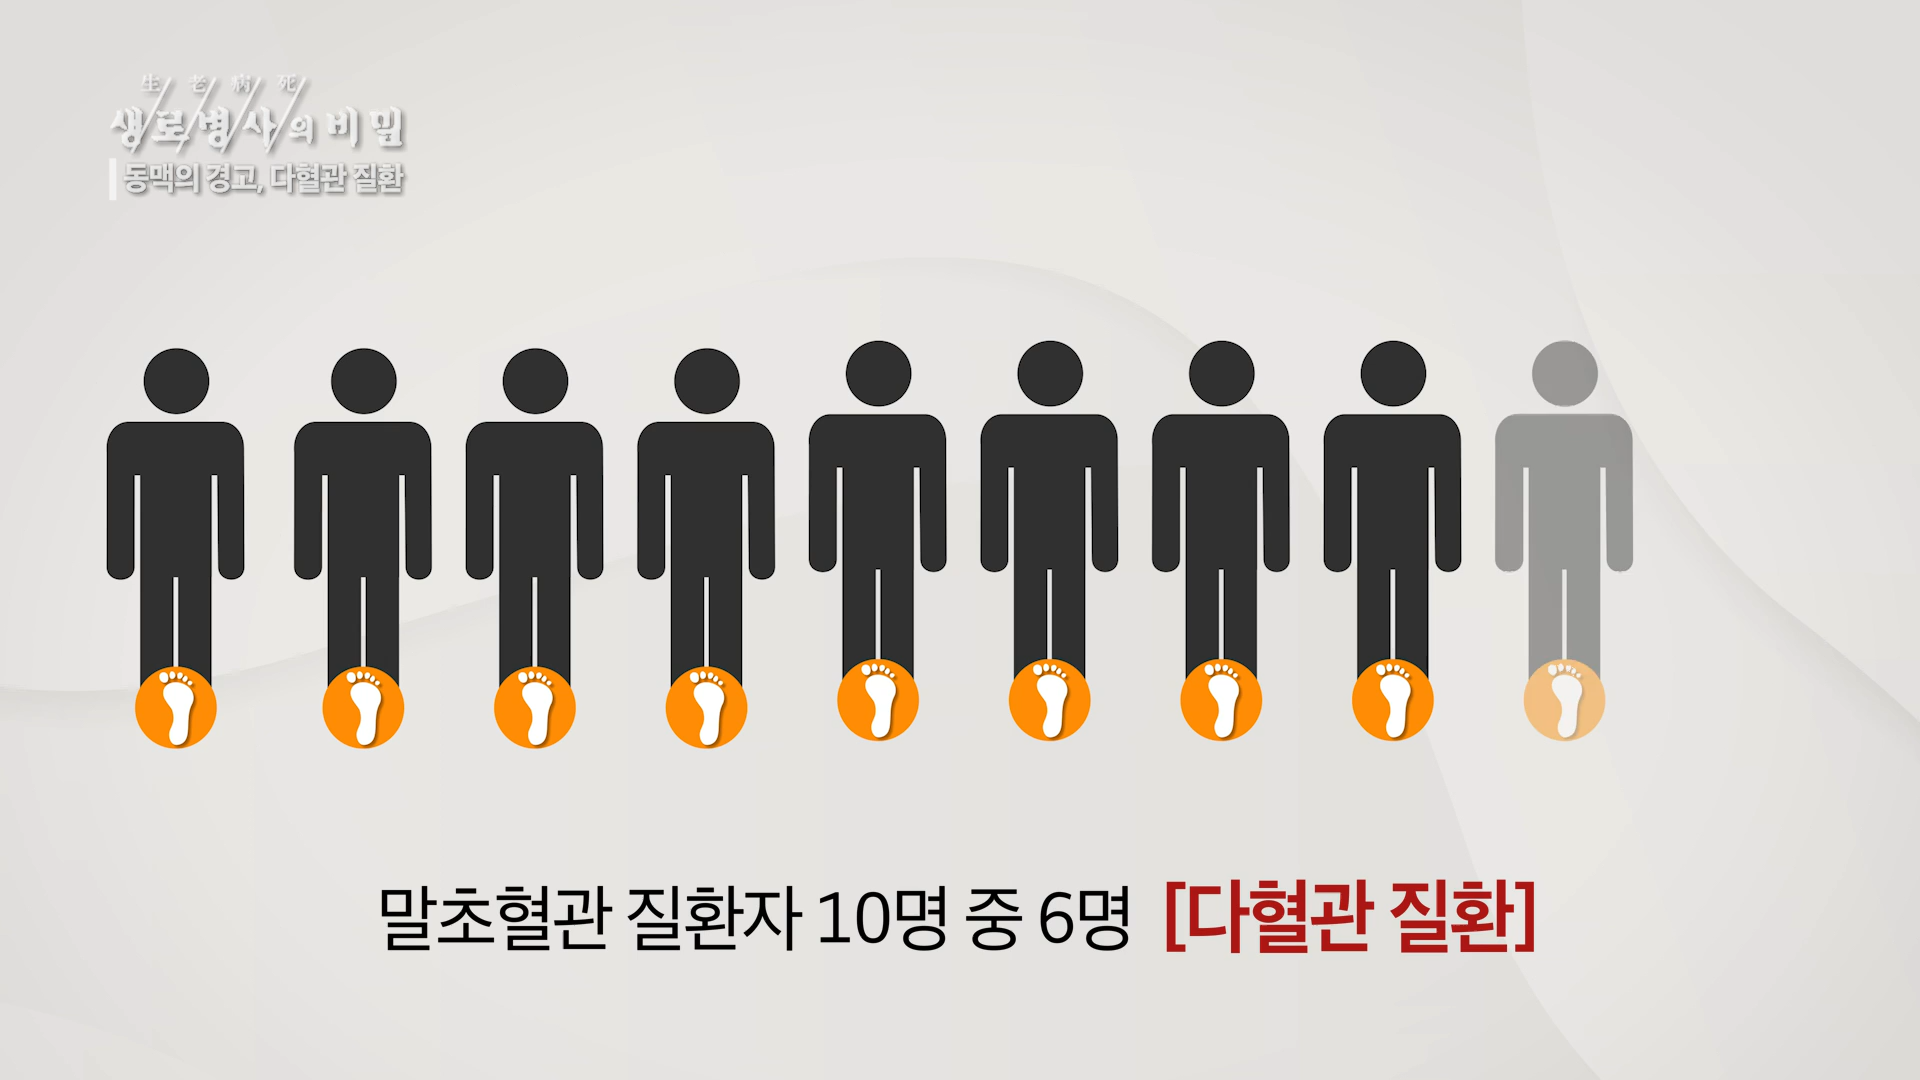 生老病死
생로병사의 비밀
동맥의 경고, 다혈관 질환
말초혈관 질환자 10명 중 6명 [다혈관 질환]